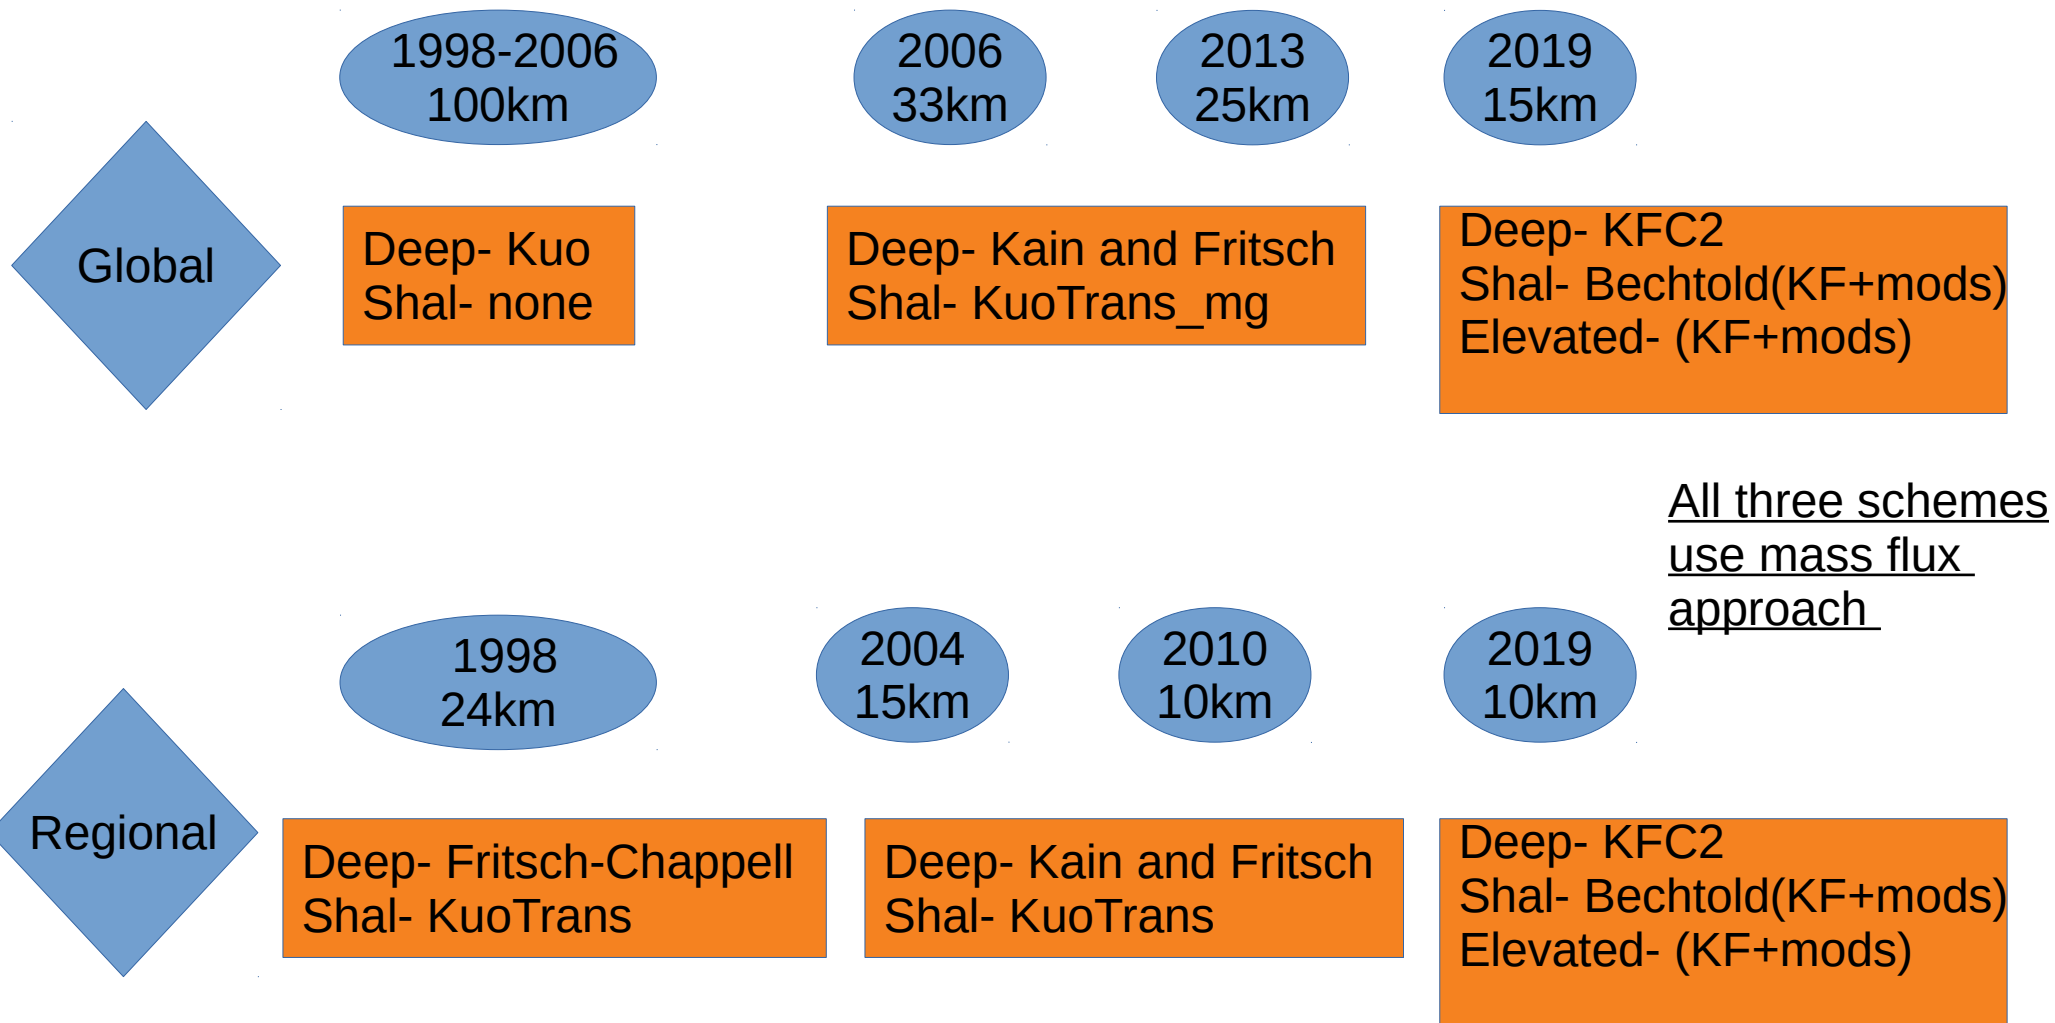 1998-2006
100km
2006
33km
2013
25km
2019
15km
Global
Deep- Kuo
Shal- none
Deep- Kain and Fritsch
Shal- KuoTrans_mg
Deep- KFC2
Shal- Bechtold(KF+mods)
Elevated- (KF+mods)
All three schemes
use mass flux
approach
1998
24km
2004
15km
2010
10km
2019
10km
Regional
Deep- Fritsch-Chappell
Shal- KuoTrans
Deep- Kain and Fritsch
Shal- KuoTrans
Deep- KFC2
Shal- Bechtold(KF+mods)
Elevated- (KF+mods)